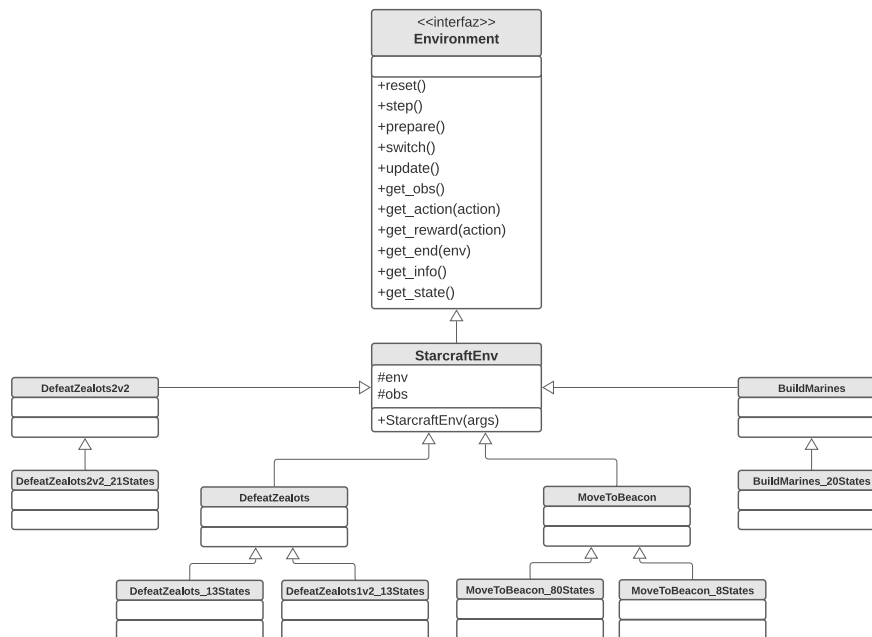 <<interfaz>>
Environment
+reset()
+step()
+prepare()
+switch()
+update()
+get_obs()
+get_action(action)
+get_reward(action)
+get_end(env)
+get_info()
+get_state()
StarcraftEnv
#env
#obs
+StarcraftEnv(args)
DefeatZealots2v2
BuildMarines
DefeatZealots2v2_21States
BuildMarines_20States
DefeatZealots
MoveToBeacon
DefeatZealots_13States
DefeatZealots1v2_13States
MoveToBeacon_80States
MoveToBeacon_8States